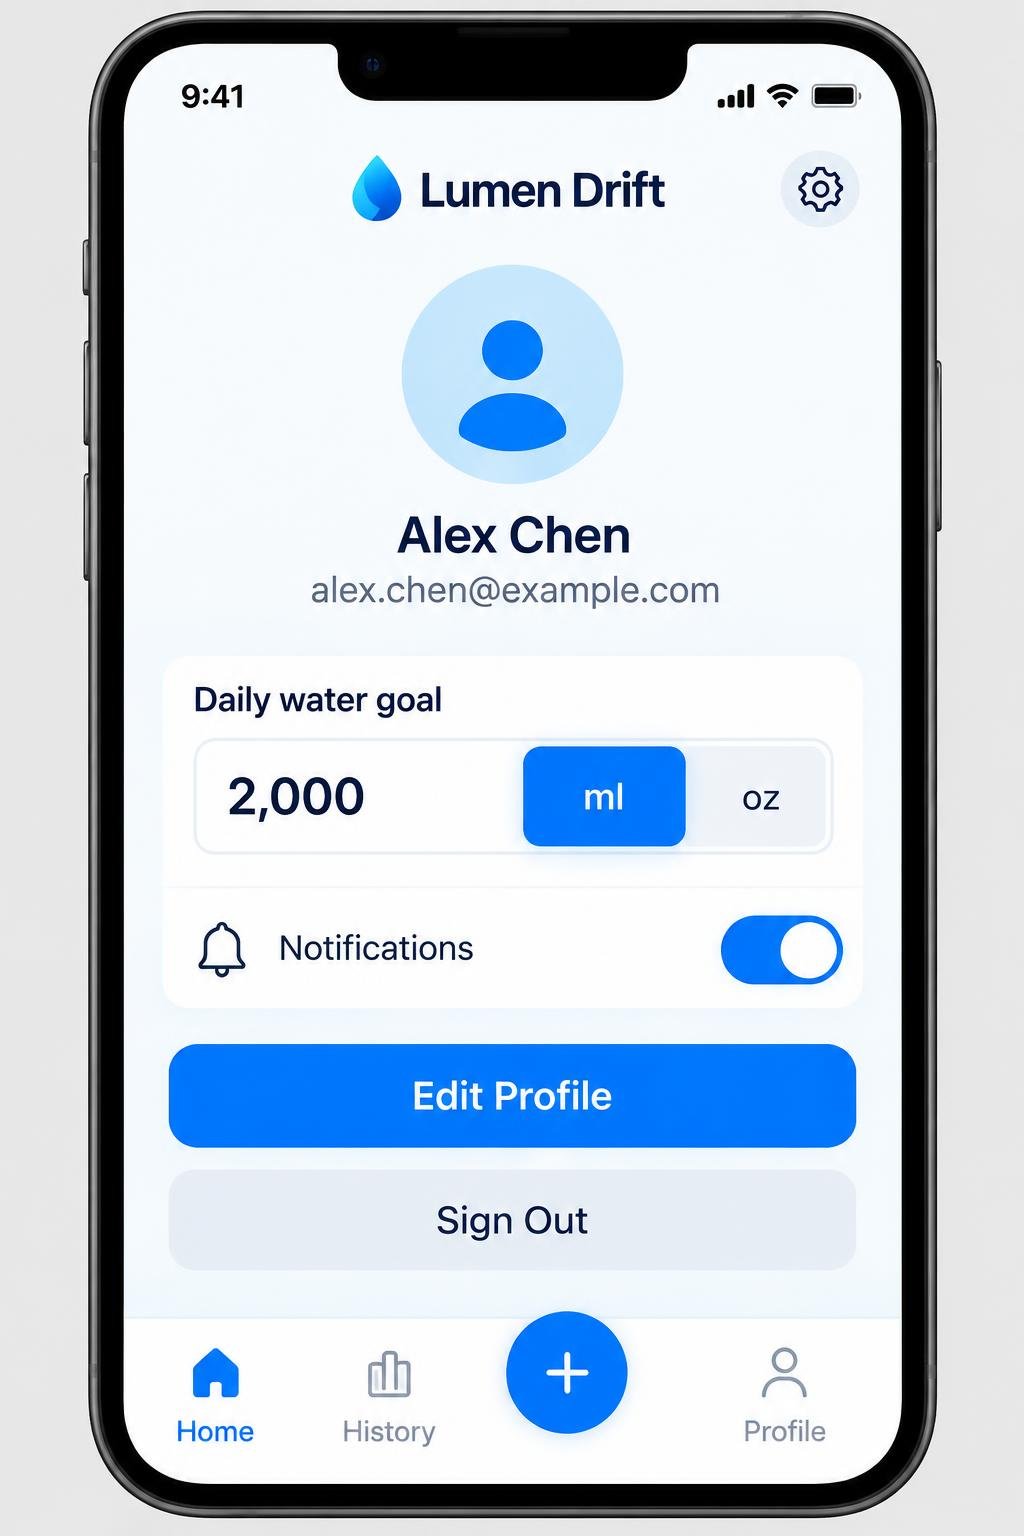 9:41
Lumen Drift
Alex Chen
alex.chen@example.com
Daily water goal
2,000 ml oz
Notifications
Edit Profile
Sign Out
Home History Profile